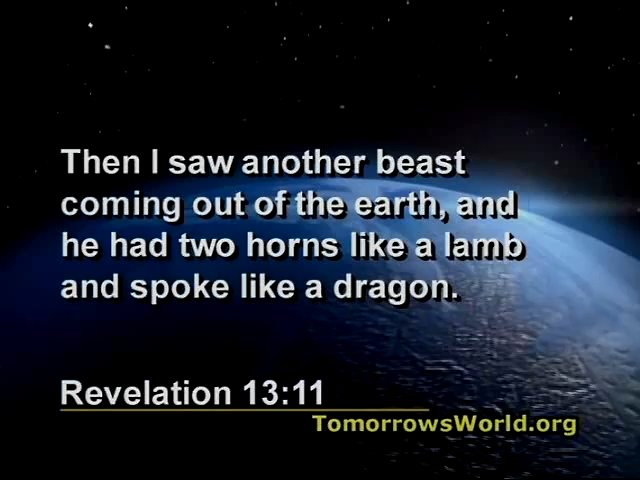 Then I saw another beast
coming out of the earth, and
he had two horns like a lamb
and spoke like a dragon.
Revelation 13:11
TomorrowsWorld.org